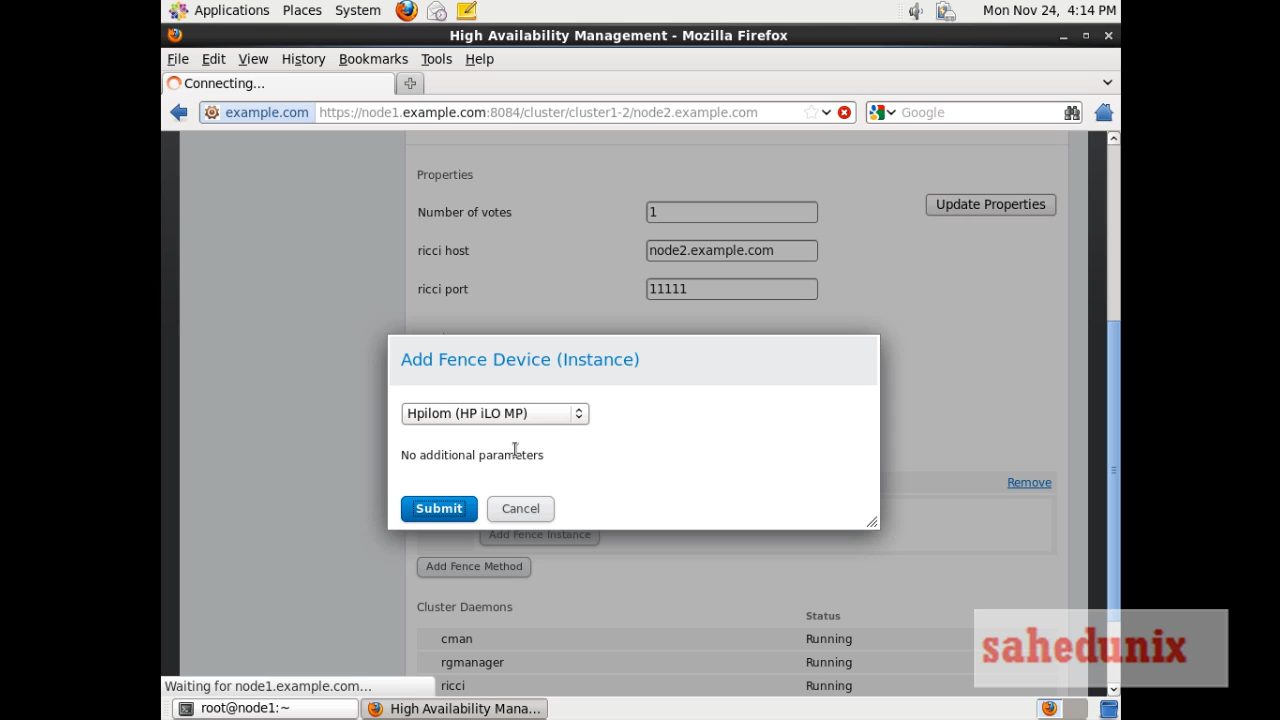 Applications Places System Mon Nov 24, 4:14 PM
High Availability Management - Mozilla Firefox
File Edit View History Bookmarks Tools Help
Connecting...
example.com https://node1.example.com:8084/cluster/cluster1-2/node2.example.com Google
Properties
Update Properties
Number of votes 1
ricci host node2.example.com
ricci port 11111
Add Fence Device (Instance)
Hpilom (HP iLO MP)
No additional parameters
Remove
Submit Cancel
Add Fence Instance
Add Fence Method
Cluster Daemons Status
cman Running
rgmanager Running
sahedunix
ricci Running
Waiting for node1.example.com...
root@node1:~ High Availability Mana...